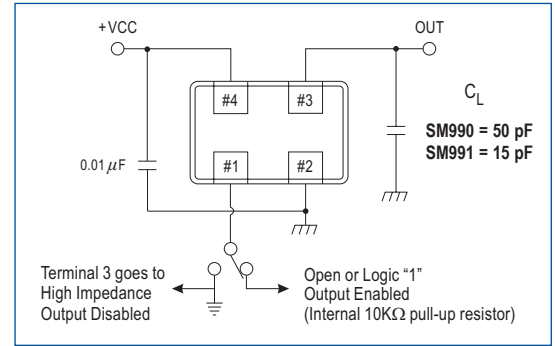 +VCC
OUT
#4
#3
C_L
SM990 = 50 pF
SM991 = 15 pF
0.01 μF
#1
#2
Terminal 3 goes to
High Impedance
Output Disabled
Open or Logic “1”
Output Enabled
(Internal 10KΩ pull-up resistor)